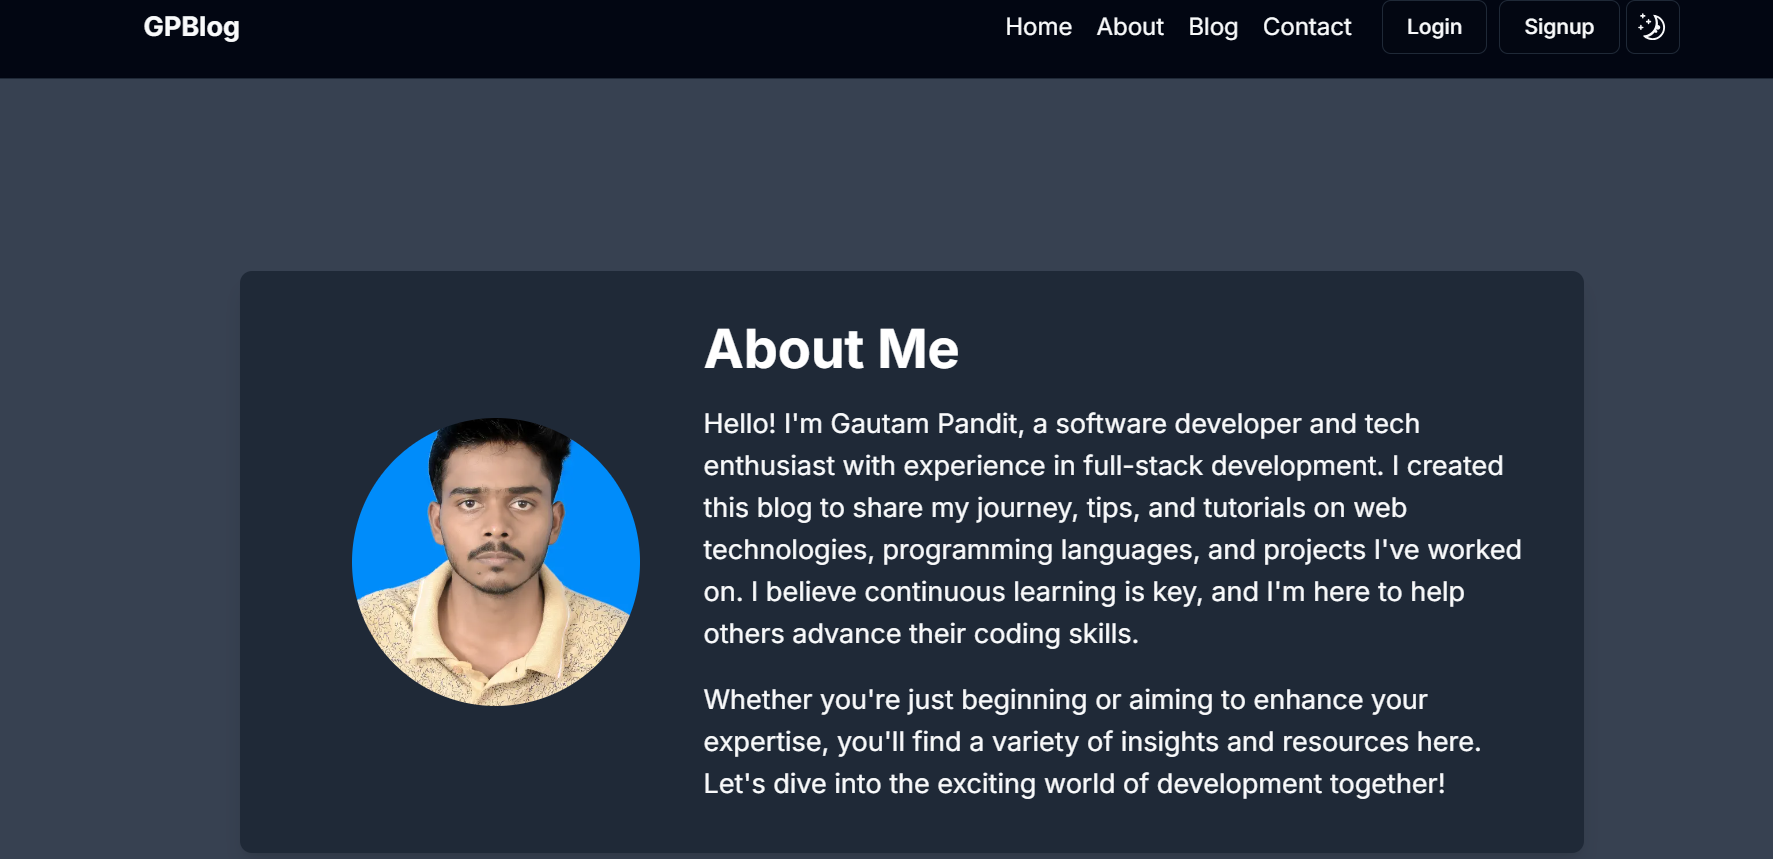 GPBlog
Home About Blog Contact Login Signup
About Me
Hello! I'm Gautam Pandit, a software developer and tech
enthusiast with experience in full-stack development. I created
this blog to share my journey, tips, and tutorials on web
technologies, programming languages, and projects I've worked
on. I believe continuous learning is key, and I'm here to help
others advance their coding skills.
Whether you're just beginning or aiming to enhance your
expertise, you'll find a variety of insights and resources here.
Let's dive into the exciting world of development together!